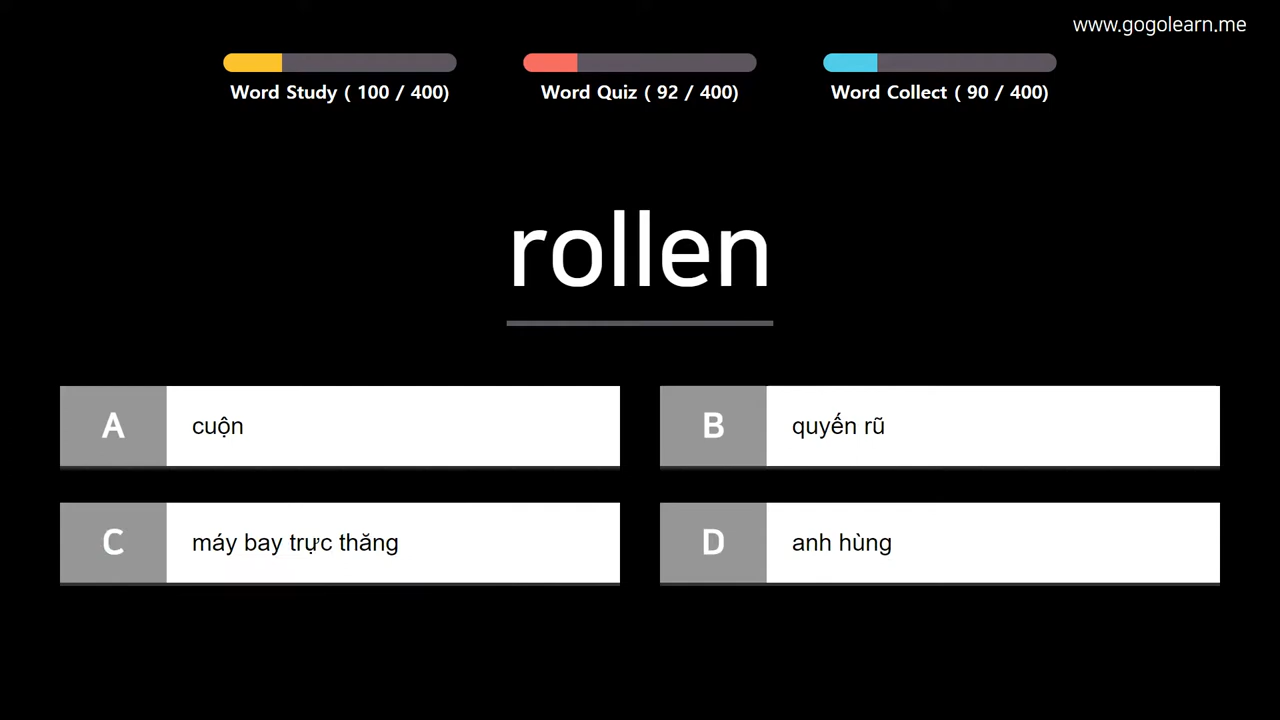 www.gogolearn.me
Word Study ( 100 / 400)
Word Quiz ( 92 / 400)
Word Collect ( 90 / 400)
rollen
A cuộn
B quyến rũ
C máy bay trực thăng
D anh hùng